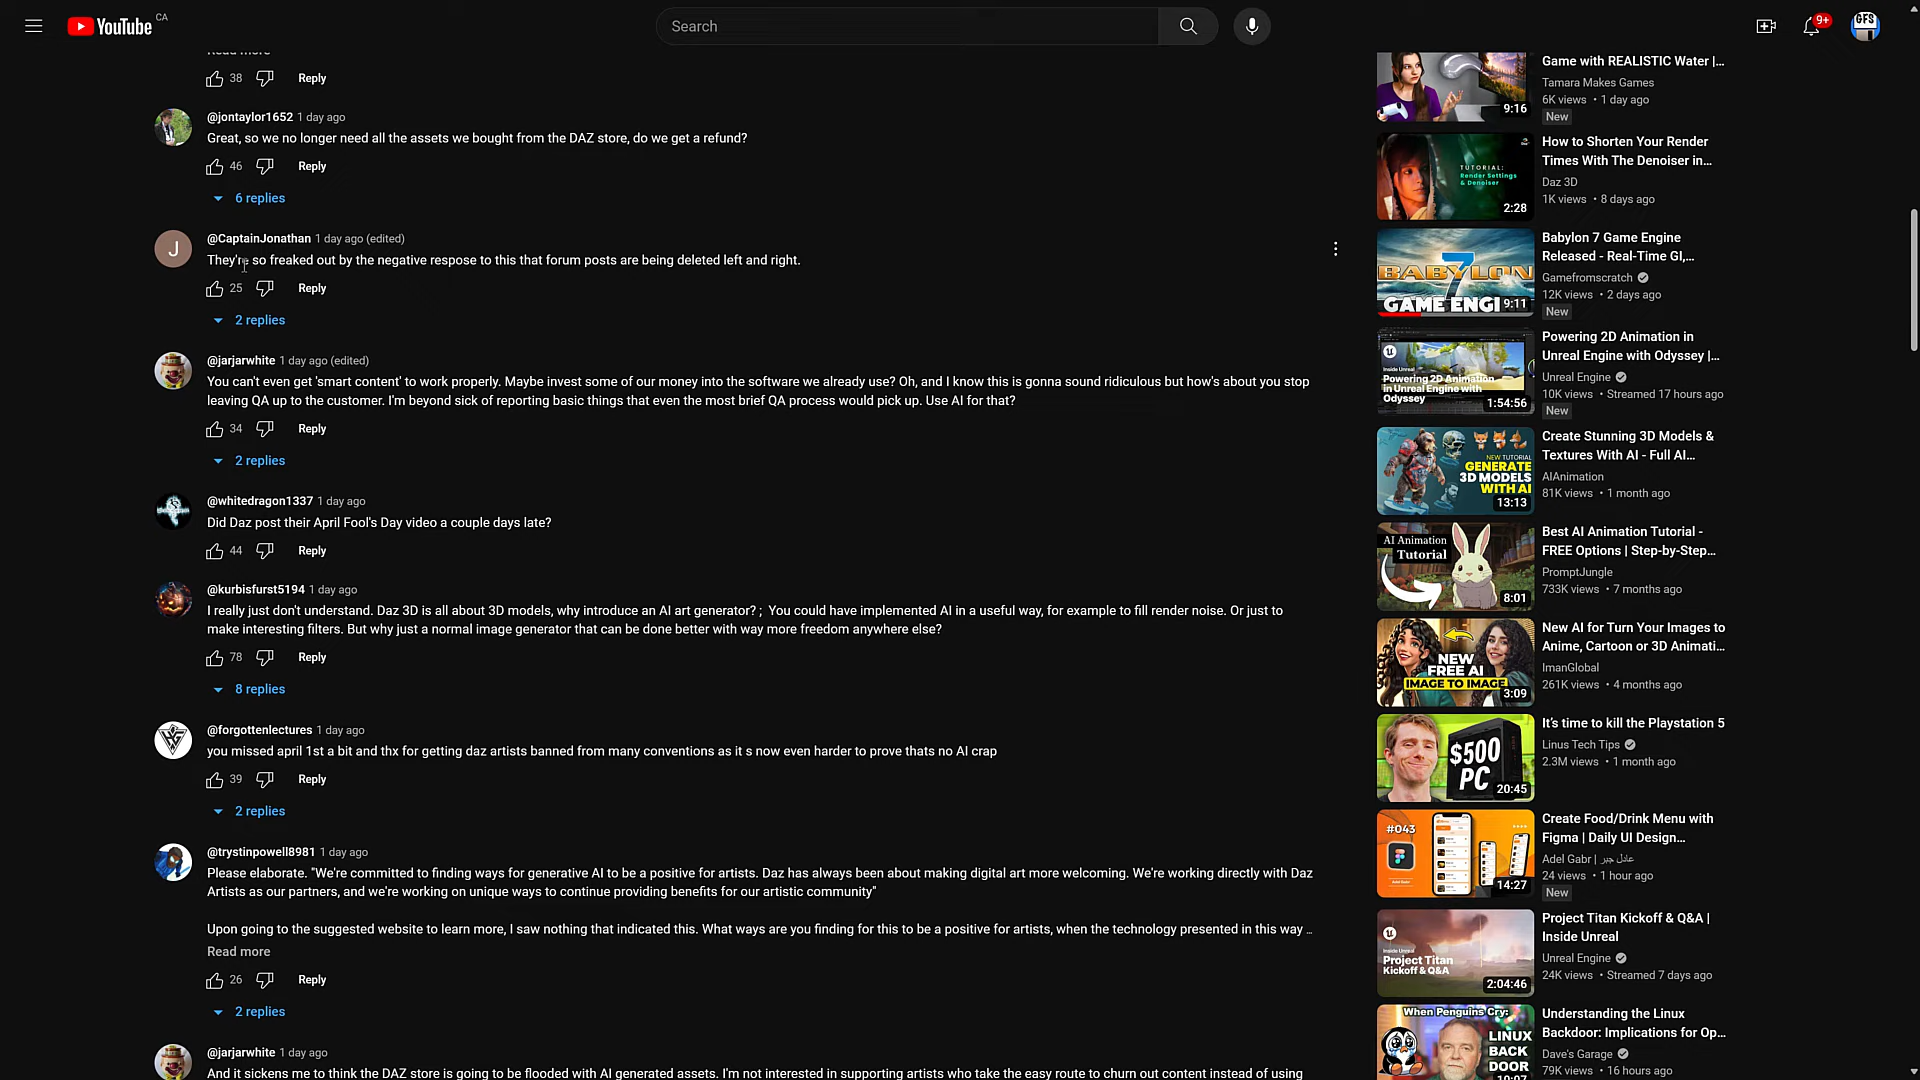 YouTube CA
Search
9+
GFS
38
Reply
@jontaylor1652 1 day ago
Great, so we no longer need all the assets we bought from the DAZ store, do we get a refund?
46
Reply
6 replies
J
@CaptainJonathan 1 day ago (edited)
They're so freaked out by the negative respose to this that forum posts are being deleted left and right.
25
Reply
2 replies
@jarjarwhite 1 day ago (edited)
You can't even get 'smart content' to work properly. Maybe invest some of our money into the software we already use? Oh, and I know this is gonna sound ridiculous but how's about you stop
leaving QA up to the customer. I'm beyond sick of reporting basic things that even the most brief QA process would pick up. Use AI for that?
34
Reply
2 replies
@whitedragon1337 1 day ago
Did Daz post their April Fool's Day video a couple days late?
44
Reply
@kurbisfurst5194 1 day ago
I really just don't understand. Daz 3D is all about 3D models, why introduce an AI art generator? ;  You could have implemented AI in a useful way, for example to fill render noise. Or just to
make interesting filters. But why just a normal image generator that can be done better with way more freedom anywhere else?
78
Reply
8 replies
@forgottenlectures 1 day ago
you missed april 1st a bit and thx for getting daz artists banned from many conventions as it s now even harder to prove thats no AI crap
39
Reply
2 replies
@trystinpowell8981 1 day ago
Please elaborate. "We're committed to finding ways for generative AI to be a positive for artists. Daz has always been about making digital art more welcoming. We're working directly with Daz
Artists as our partners, and we're working on unique ways to continue providing benefits for our artistic community"
Upon going to the suggested website to learn more, I saw nothing that indicated this. What ways are you finding for this to be a positive for artists, when the technology presented in this way ...
Read more
26
Reply
2 replies
@jarjarwhite 1 day ago
And it sickens me to think the DAZ store is going to be flooded with AI generated assets. I'm not interested in supporting artists who take the easy route to churn out content instead of using
9:16
Game with REALISTIC Water |...
Tamara Makes Games
6K views • 1 day ago
New
TUTORIAL:
Render Settings
& Denoiser
2:28
How to Shorten Your Render
Times With The Denoiser in...
Daz 3D
1K views • 8 days ago
7
BABYLON
GAME ENGI
9:11
Babylon 7 Game Engine
Released - Real-Time GI,...
Gamefromscratch
12K views • 2 days ago
New
Inside Unreal
Powering 2D Animation
in Unreal Engine with
Odyssey
1:54:56
Powering 2D Animation in
Unreal Engine with Odyssey |...
Unreal Engine
10K views • Streamed 17 hours ago
New
NEW TUTORIAL
GENERATE
3D MODELS
WITH AI
13:13
Create Stunning 3D Models &
Textures With AI - Full AI...
AIAnimation
81K views • 1 month ago
AI Animation
Tutorial
8:01
Best AI Animation Tutorial -
FREE Options | Step-by-Step...
PromptJungle
733K views • 7 months ago
NEW
FREE AI
IMAGE TO IMAGE
3:09
New AI for Turn Your Images to
Anime, Cartoon or 3D Animati...
ImanGlobal
261K views • 4 months ago
$500
PC
20:45
It's time to kill the Playstation 5
Linus Tech Tips
2.3M views • 1 month ago
#043
14:27
Create Food/Drink Menu with
Figma | Daily UI Design...
Adel Gabr | عادل جبر
24 views • 1 hour ago
New
Inside Unreal
Project Titan
Kickoff & Q&A
2:04:46
Project Titan Kickoff & Q&A |
Inside Unreal
Unreal Engine
24K views • Streamed 7 days ago
When Penguins Cry:
LINUX
BACK
DOOR
Understanding the Linux
Backdoor: Implications for Op...
Dave's Garage
79K views • 16 hours ago